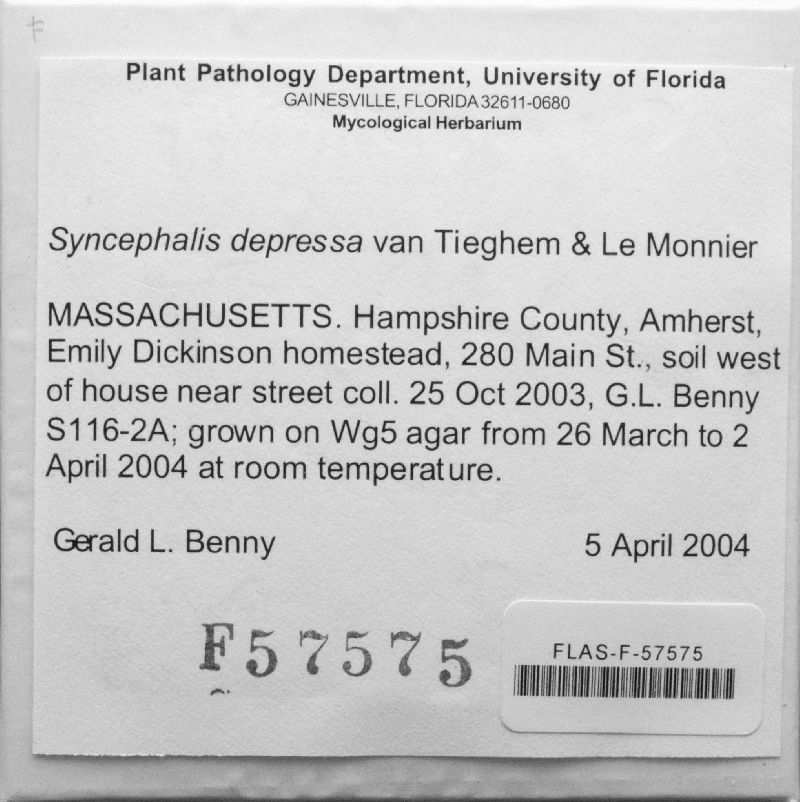 Plant Pathology Department, University of Florida
GAINESVILLE, FLORIDA 32611-0680
Mycological Herbarium
Syncephalis depressa van Tieghem & Le Monnier
MASSACHUSETTS. Hampshire County, Amherst,
Emily Dickinson homestead, 280 Main St., soil west
of house near street coll. 25 Oct 2003, G.L. Benny
S116-2A; grown on Wg5 agar from 26 March to 2
April 2004 at room temperature.
Gerald L. Benny 5 April 2004
F57575
FLAS-F-57575